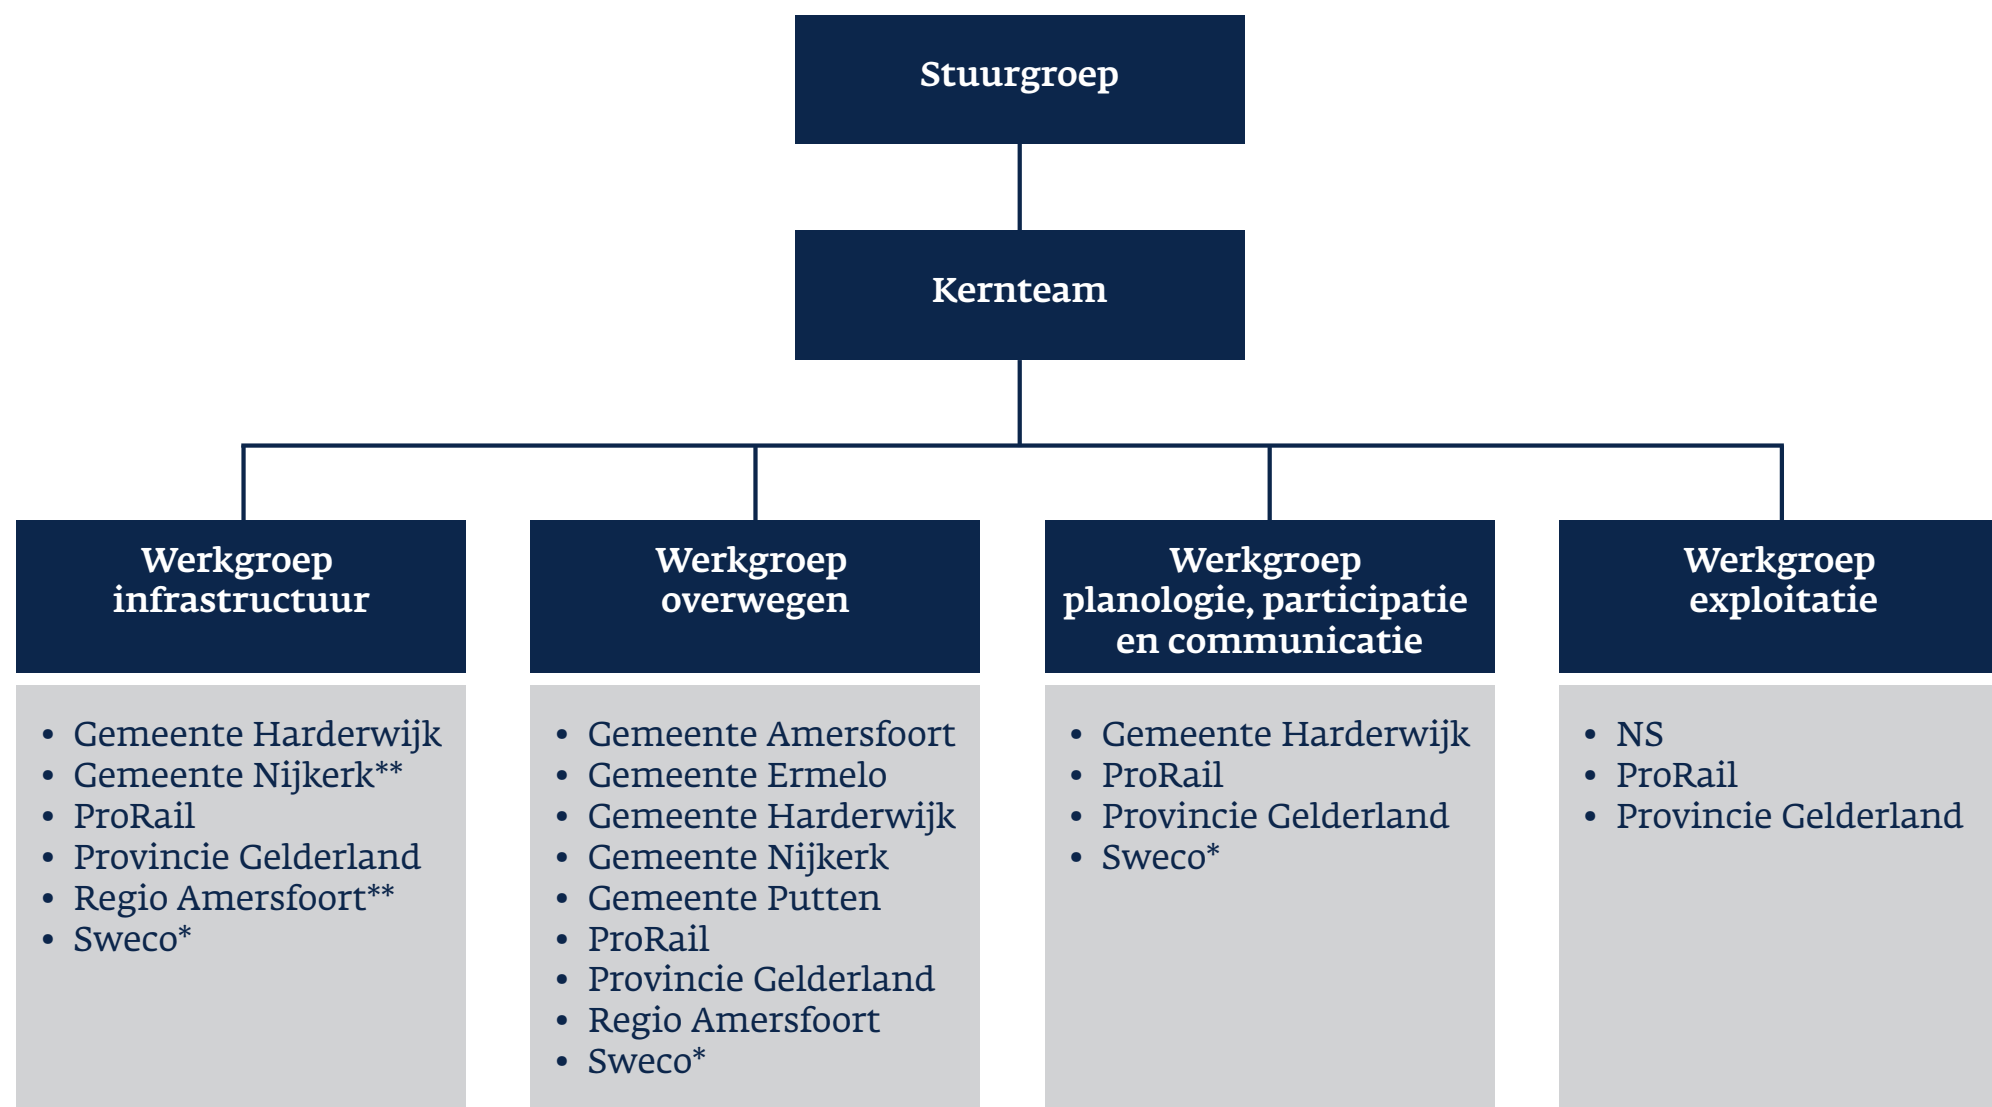 Stuurgroep
Kernteam
Werkgroep
infrastructuur
• Gemeente Harderwijk
• Gemeente Nijkerk**
• ProRail
• Provincie Gelderland
• Regio Amersfoort**
• Sweco*
Werkgroep
overwegen
• Gemeente Amersfoort
• Gemeente Ermelo
• Gemeente Harderwijk
• Gemeente Nijkerk
• Gemeente Putten
• ProRail
• Provincie Gelderland
• Regio Amersfoort
• Sweco*
Werkgroep
planologie, participatie
en communicatie
• Gemeente Harderwijk
• ProRail
• Provincie Gelderland
• Sweco*
Werkgroep
exploitatie
• NS
• ProRail
• Provincie Gelderland